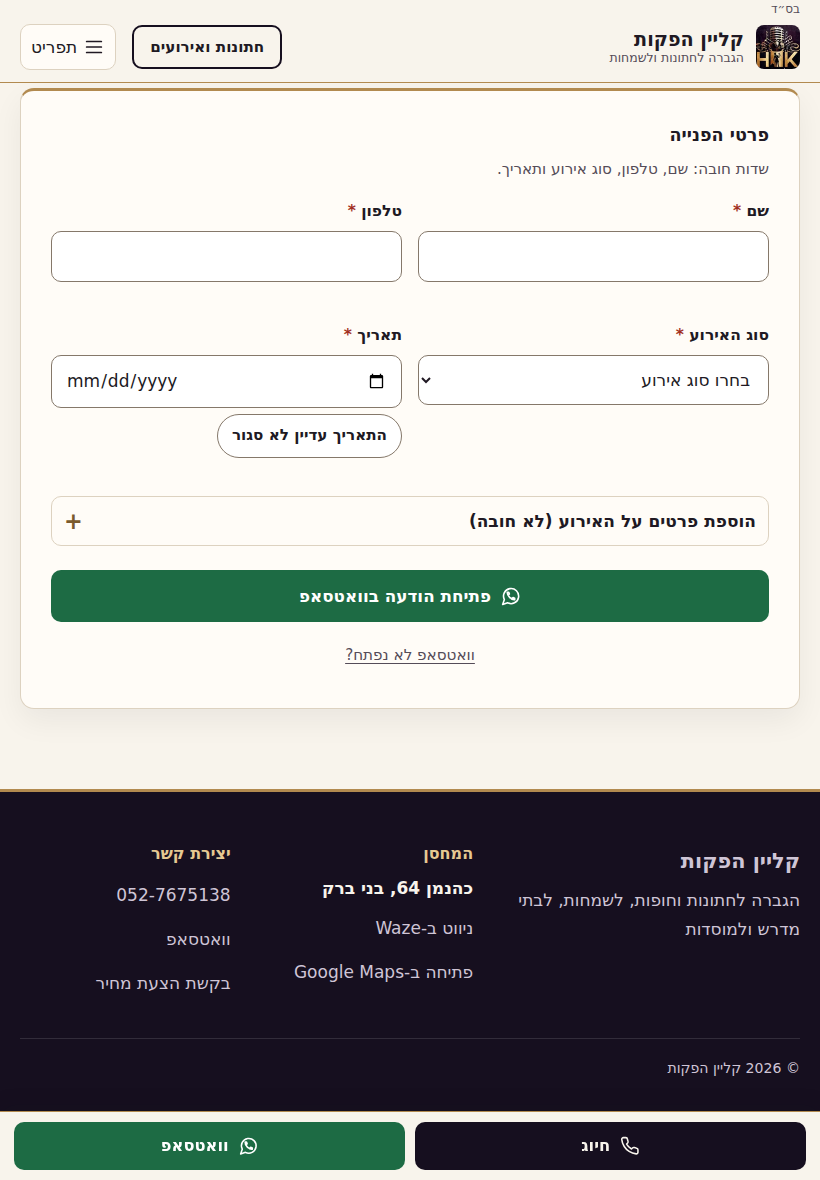 בס״ד
קליין הפקות
הגברה לחתונות ולשמחות
חתונות ואירועים
תפריט
פרטי הפנייה
שדות חובה: שם, טלפון, סוג אירוע ותאריך.
שם *
טלפון *
סוג האירוע *
תאריך *
בחרו סוג אירוע
mm/dd/yyyy
התאריך עדיין לא סגור
הוספת פרטים על האירוע (לא חובה)
+
פתיחת הודעה בוואטסאפ
וואטסאפ לא נפתח?
קליין הפקות
הגברה לחתונות וחופות, לשמחות, לבתי
מדרש ולמוסדות
המחסן
כהנמן 64, בני ברק
ניווט ב-Waze
פתיחה ב-Google Maps
יצירת קשר
052-7675138
וואטסאפ
בקשת הצעת מחיר
© 2026 קליין הפקות
חיוג
וואטסאפ